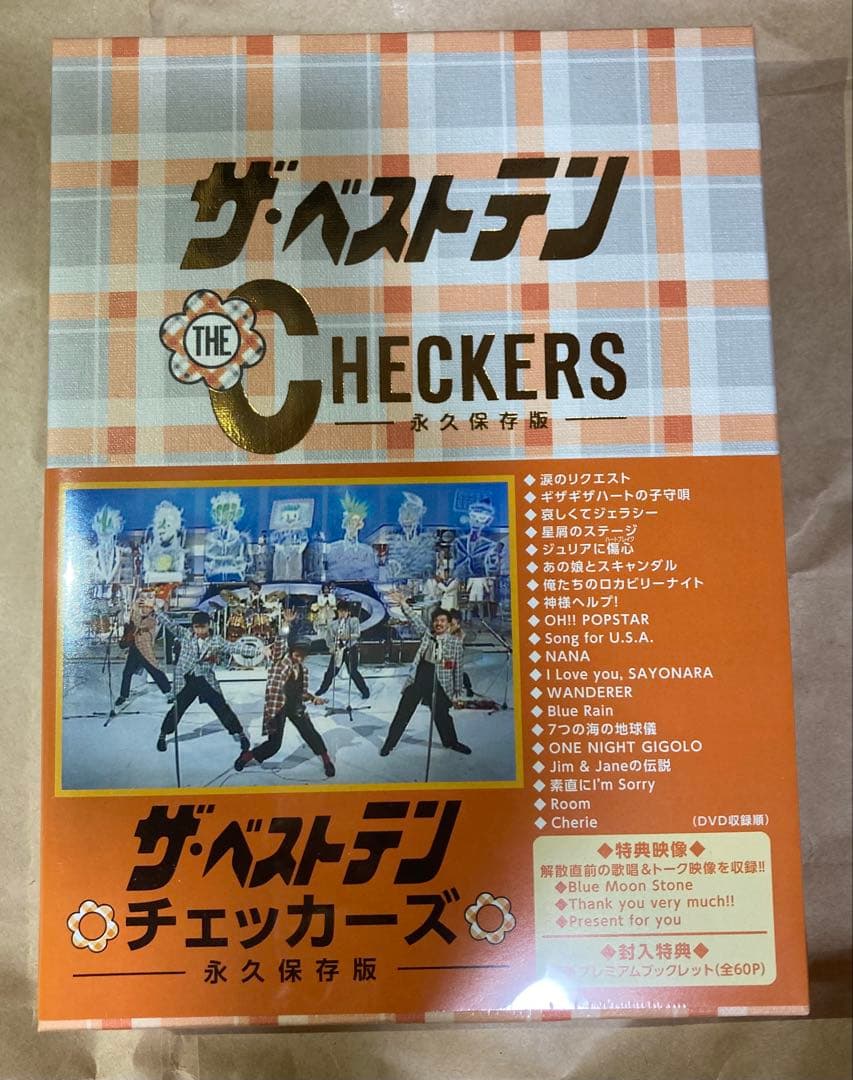 ザ・ベストテン
THE CHECKERS
永久保存版
◆涙のリクエスト
◆ギザギザハートの子守唄
◆哀しくてジェラシー
◆星屑のステージ
ハートブレイク
◆ジュリアに傷心
◆あの娘とスキャンダル
◆俺たちのロカビリーナイト
◆神様ヘルプ!
◆OH!! POPSTAR
◆Song for U.S.A.
◆NANA
◆I Love you, SAYONARA
◆WANDERER
◆Blue Rain
◆7つの海の地球儀
◆ONE NIGHT GIGOLO
◆Jim & Janeの伝説
◆素直にI'm Sorry
◆Room
◆Cherie (DVD収録順)
◆特典映像◆
解散直前の歌唱&トーク映像を収録!!
◆Blue Moon Stone
◆Thank you very much!!
◆Present for you
◆封入特典◆
プレミアムブックレット(全60P)
ザ・ベストテン
チェッカーズ
永久保存版